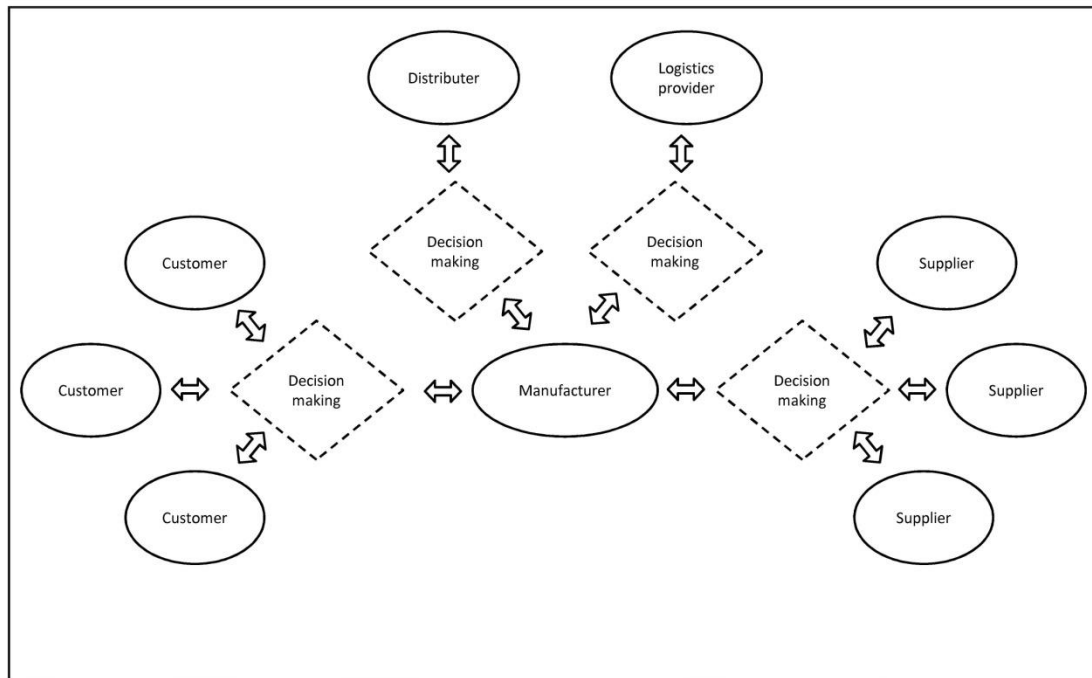 Distributer
Logistics
provider
Decision
making
Decision
making
Customer
Supplier
Customer
Decision
making
Manufacturer
Decision
making
Supplier
Customer
Supplier